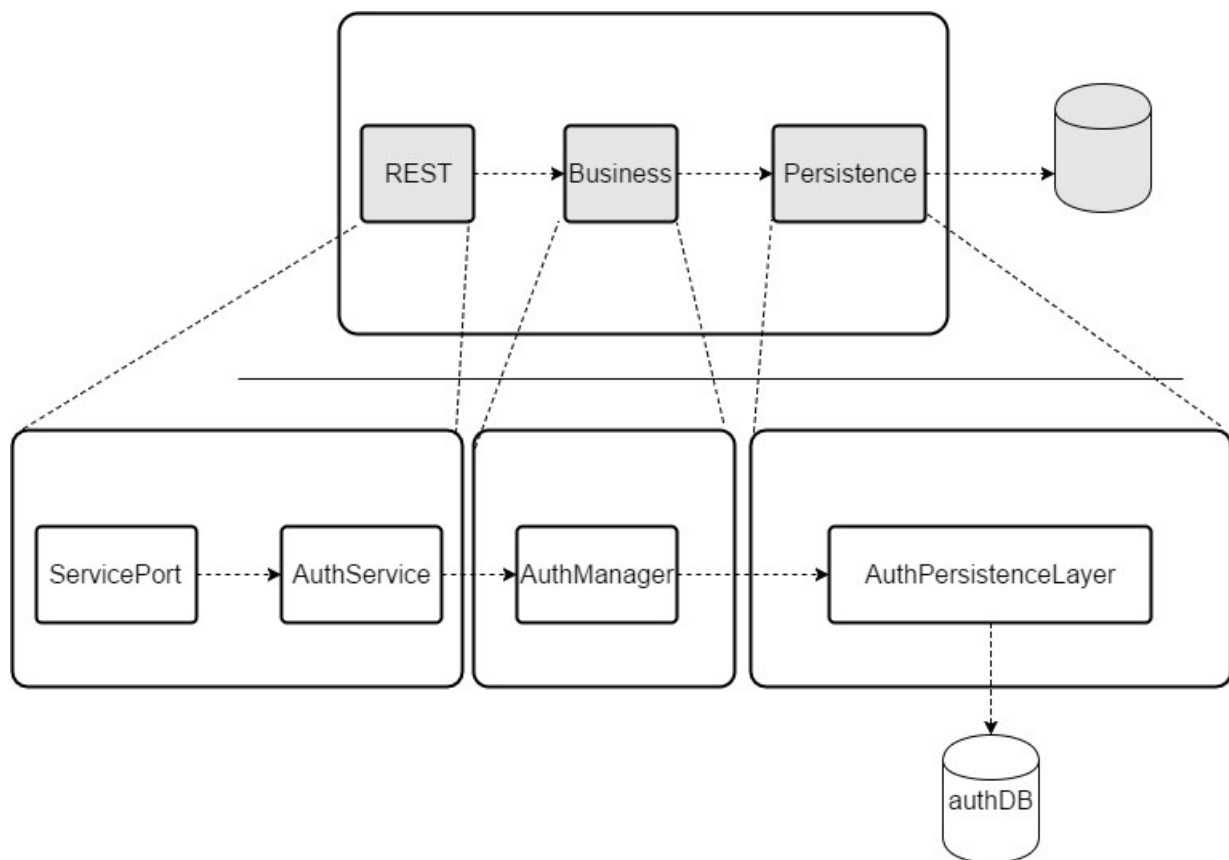 REST
Business
Persistence
ServicePort
AuthService
AuthManager
AuthPersistenceLayer
authDB